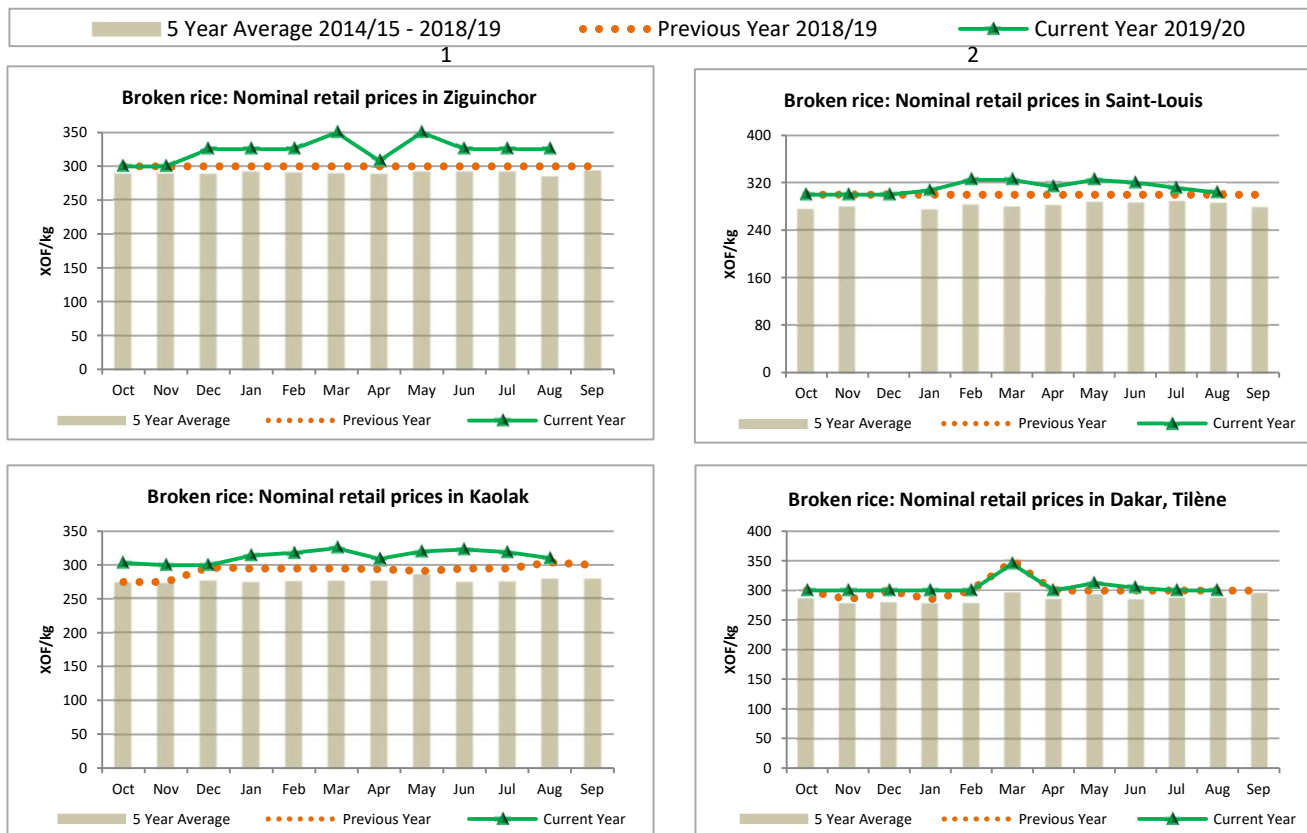 5 Year Average 2014/15 - 2018/19 Previous Year 2018/19 Current Year 2019/20
1 2
Broken rice: Nominal retail prices in Ziguinchor
350
300
250
200
150
100
50
0
XOF/kg
Oct Nov Dec Jan Feb Mar Apr May Jun Jul Aug Sep
5 Year Average Previous Year Current Year
Broken rice: Nominal retail prices in Saint-Louis
400
320
240
160
80
0
XOF/kg
Oct Nov Dec Jan Feb Mar Apr May Jun Jul Aug Sep
5 Year Average Previous Year Current Year
Broken rice: Nominal retail prices in Kaolak
350
300
250
200
150
100
50
0
XOF/kg
Oct Nov Dec Jan Feb Mar Apr May Jun Jul Aug Sep
5 Year Average Previous Year Current Year
Broken rice: Nominal retail prices in Dakar, Tilène
400
350
300
250
200
150
100
50
0
XOF/kg
Oct Nov Dec Jan Feb Mar Apr May Jun Jul Aug Sep
5 Year Average Previous Year Current Year